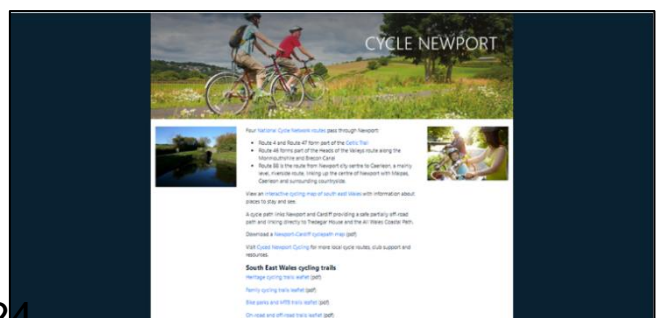 CYCLE NEWPORT
Four National Cycle Network routes pass through Newport:
• Route 4 and Route 47 form part of the Celtic Trail
• Route 46 forms part of the Heads of the Valleys route along the
Monmouthshire and Brecon Canal
• Route 88 is the route from Newport city centre to Caerleon, a mainly
level, riverside route, linking up the centre of Newport with Malpas,
Caerleon and surrounding countryside.
View an interactive cycling map of south east Wales with information about
places to stay and see.
A cycle path links Newport and Cardiff providing a safe partially off-road
path and linking directly to Tredegar House and the All Wales Coastal Path.
Download a Newport-Cardiff cyclepath map (pdf)
Visit Newport Cycling for more local cycle routes, club support and
resources.
South East Wales cycling trails
Heritage cycling trails leaflet (pdf)
Family cycling trails leaflet (pdf)
Bike parks and MTB trails leaflet (pdf)
On-road and off-road trails leaflet (pdf)
24